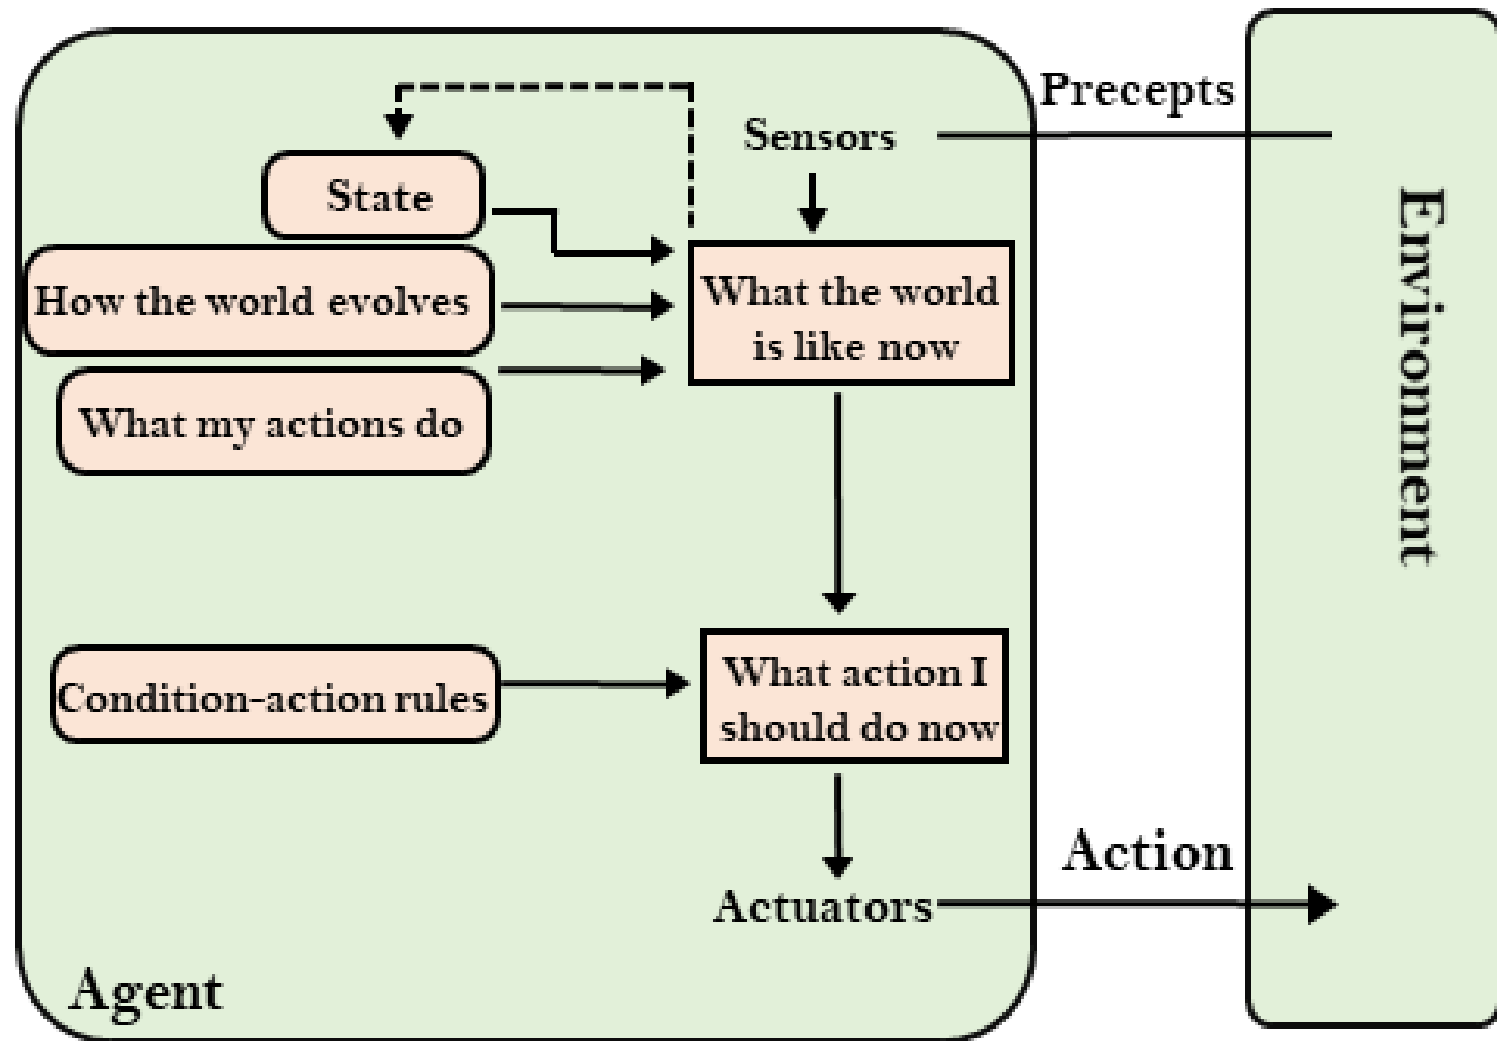 Precepts
Sensors
State
How the world evolves
What the world
is like now
What my actions do
Environment
Condition-action rules
What action I
should do now
Action
Actuators
Agent